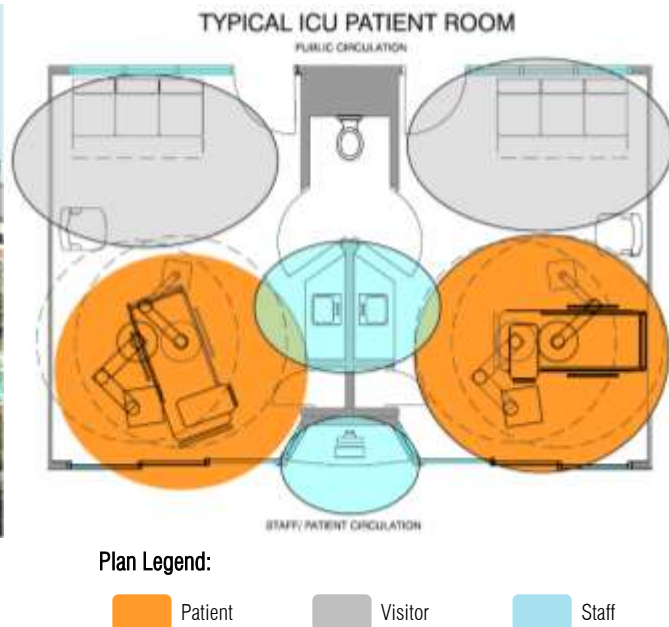 TYPICAL ICU PATIENT ROOM
PUBLIC CIRCULATION
STAFF/ PATIENT CIRCULATION
Plan Legend:
Patient
Visitor
Staff